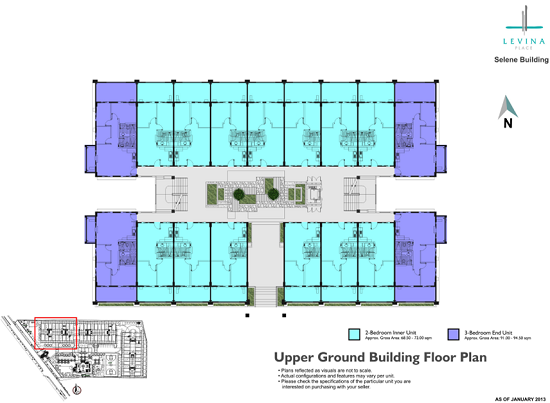 LEVINA
PLACE
Selene Building
N
2-Bedroom Inner Unit
Approx. Gross Area: 68.50 - 72.00 sqm
3-Bedroom End Unit
Approx. Gross Area: 91.00 - 94.50 sqm
Upper Ground Building Floor Plan
• Plans reflected as visuals are not to scale.
• Actual configurations and features may vary per unit.
• Please check the specifications of the particular unit you are
interested on purchasing with your seller.
AS OF JANUARY 2013